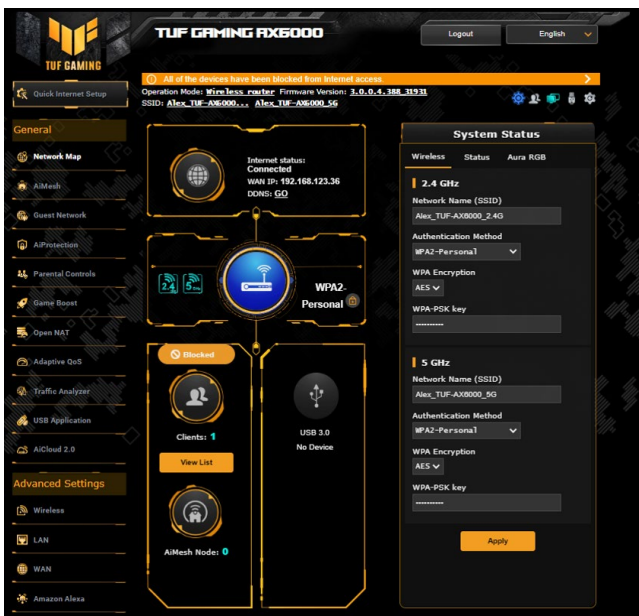 TUF GAMING
TUF GAMING AX6000
Logout
English
All of the devices have been blocked from Internet access.
Operation Mode: Wireless router Firmware Version: 3.0.0.4.388_31931
SSID: Alex_TUF-AX6000... Alex_TUF-AX6000_5G
Quick Internet Setup
General
Network Map
AiMesh
Guest Network
AiProtection
Parental Controls
Game Boost
Open NAT
Adaptive QoS
Traffic Analyzer
USB Application
AiCloud 2.0
Advanced Settings
Wireless
LAN
WAN
Amazon Alexa
Internet status:
Connected
WAN IP: 192.168.123.36
DDNS: GO
2.4
5
WPA2-
Personal
Blocked
Clients: 1
View List
AiMesh Node: 0
USB 3.0
No Device
System Status
Wireless Status Aura RGB
2.4 GHz
Network Name (SSID)
Alex_TUF-AX6000_2.4G
Authentication Method
WPA2-Personal
WPA Encryption
AES
WPA-PSK key
5 GHz
Network Name (SSID)
Alex_TUF-AX6000_5G
Authentication Method
WPA2-Personal
WPA Encryption
AES
WPA-PSK key
Apply